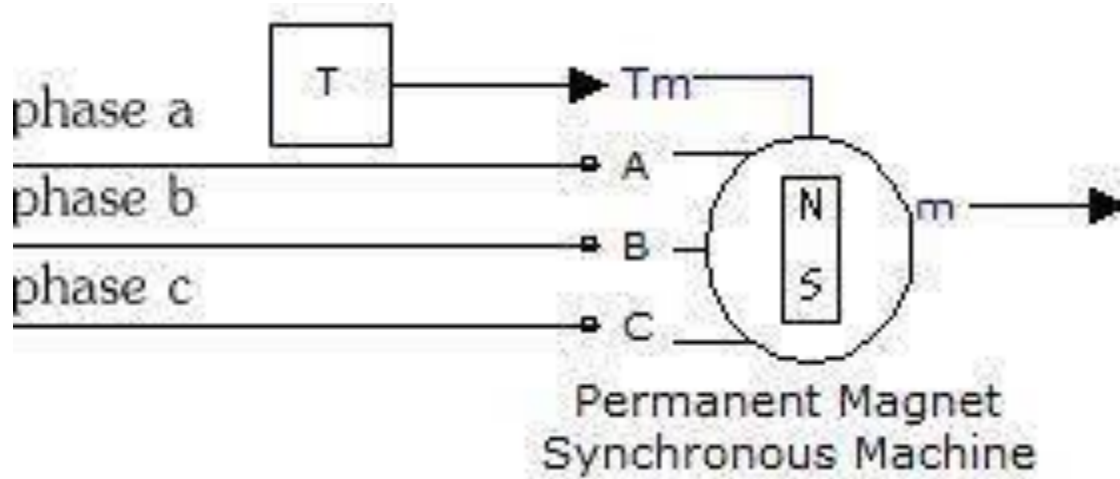 T
Tm
phase a
A
phase b
N
m
B
phase c
S
C
Permanent Magnet
Synchronous Machine